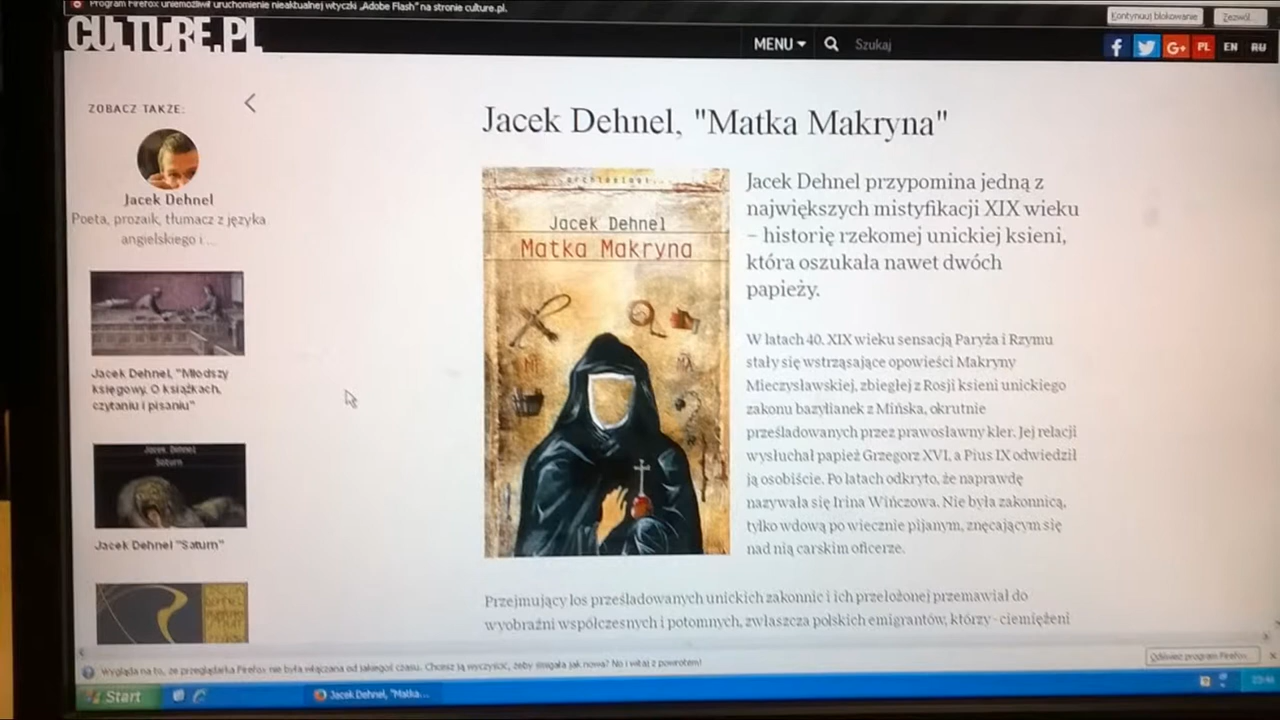 Program Firefox uniemożliwił uruchomienie nieaktualnej wtyczki „Adobe Flash" na stronie culture.pl.
Kontynuuj blokowanie
Zezwól...
CULTURE.PL
MENU
Szukaj
PL
EN
RU
ZOBACZ TAKŻE:
Jacek Dehnel
Poeta, prozaik, tłumacz z języka
angielskiego i ...
Jacek Dehnel, "Młodszy
księgowy. O książkach,
czytaniu i pisaniu"
Jacek Dehnel
Saturn
Jacek Dehnel "Saturn"
Jacek Dehnel, "Matka Makryna"
Jacek Dehnel
Matka Makryna
Jacek Dehnel przypomina jedną z
największych mistyfikacji XIX wieku
– historię rzekomej unickiej ksieni,
która oszukała nawet dwóch
papieży.
W latach 40. XIX wieku sensacją Paryża i Rzymu
stały się wstrząsające opowieści Makryny
Mieczysławskiej, zbiegłej z Rosji ksieni unickiego
zakonu bazylianek z Mińska, okrutnie
prześladowanych przez prawosławny kler. Jej relacji
wysłuchał papież Grzegorz XVI, a Pius IX odwiedził
ją osobiście. Po latach odkryto, że naprawdę
nazywała się Irina Wińczowa. Nie była zakonnicą,
tylko wdową po wiecznie pijanym, znęcającym się
nad nią carskim oficerze.
Przejmujący los prześladowanych unickich zakonnic i ich przełożonej przemawiał do
wyobraźni współczesnych i potomnych, zwłaszcza polskich emigrantów, którzy - ciemiężeni
Wygląda na to, że przeglądarka Firefox nie była włączana od jakiegoś czasu. Chcesz ją wyczyścić, żeby śmigała jak nowa? No i witaj z powrotem!
Odśwież program Firefox...
Start
Jacek Dehnel, "Matka...